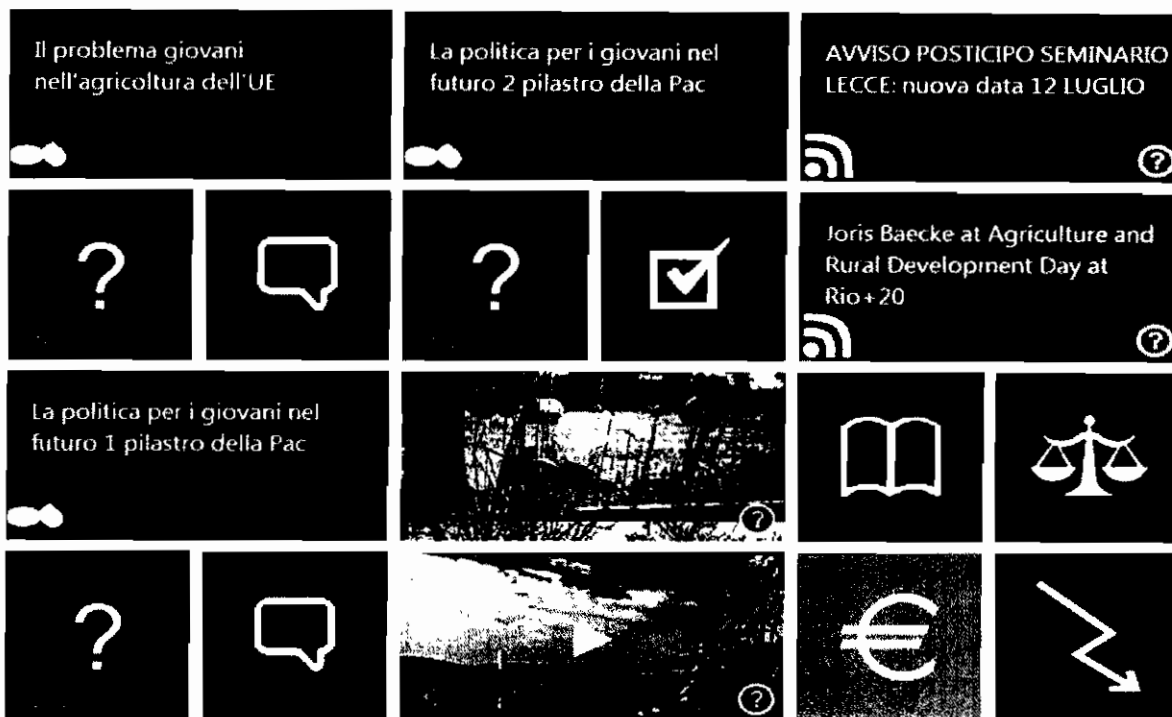 Il problema giovani
nell'agricoltura dell'UE
La politica per i giovani nel
futuro 2 pilastro della Pac
AVVISO POSTICIPO SEMINARIO
LECCE: nuova data 12 LUGLIO
?
?
?
Joris Baecke at Agriculture and
Rural Development Day at
Rio+20
?
La politica per i giovani nel
futuro 1 pilastro della Pac
?
?
?
€